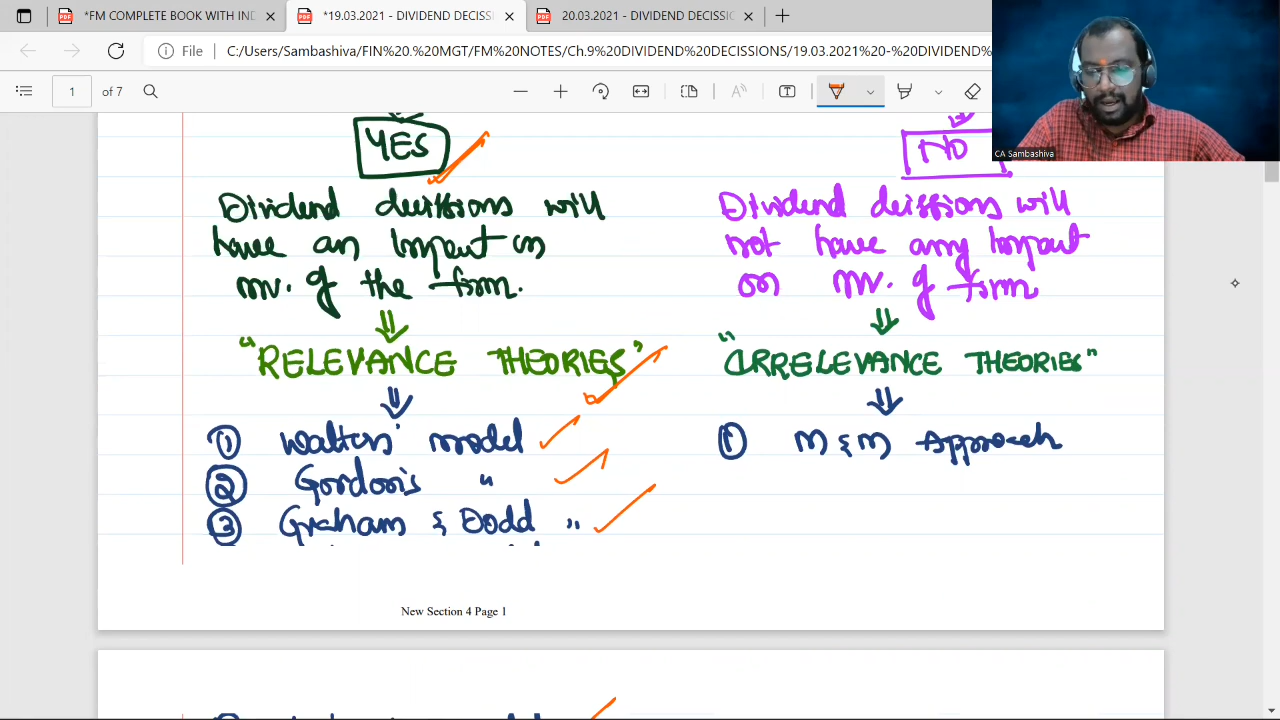 *FM COMPLETE BOOK WITH IND
*19.03.2021 - DIVIDEND DECISSIONS
20.03.2021 - DIVIDEND DECISSIO
File
C:/Users/Sambashiva/FIN%20.%20MGT/FM%20NOTES/Ch.9%20DIVIDEND%20DECISSIONS/19.03.2021%20-%20DIVIDEND%
1 of 7
CA Sambashiva
YES
Dividend decissions will
have an Impact on
mv. of the firm.
"RELEVANCE THEORIES"
① Walters' model
② Gordon's "
③ Graham & Dodd "
NO
Dividend decissions will
not have any Impact
on mv. of firm
"IRRELEVANCE THEORIES"
① M & M Approach
New Section 4 Page 1